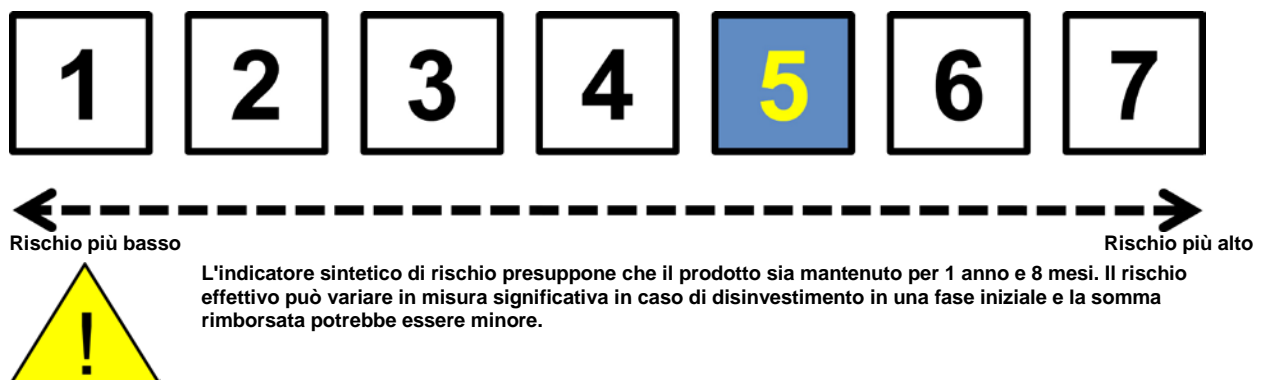 1 2 3 4 5 6 7
Rischio più basso Rischio più alto
L'indicatore sintetico di rischio presuppone che il prodotto sia mantenuto per 1 anno e 8 mesi. Il rischio
effettivo può variare in misura significativa in caso di disinvestimento in una fase iniziale e la somma
rimborsata potrebbe essere minore.
!